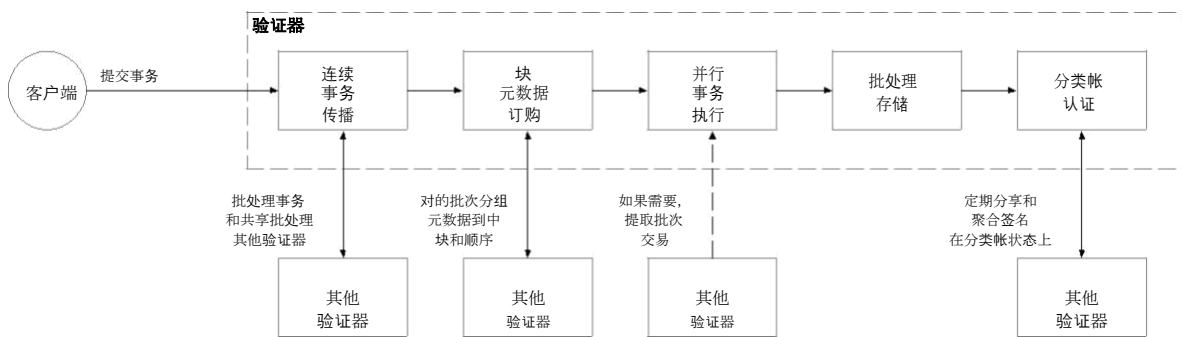 验证器
客户端
提交事务
连续
事务
传播
块
元数据
订购
并行
事务
执行
批处理
存储
分类帐
认证
批处理事务
和共享批处理
其他验证器
对的批次分组
元数据到中
块和顺序
如果需要,
提取批次
交易
定期分享和
聚合签名
在分类帐状态上
其他
验证器
其他
验证器
其他
验证器
其他
验证器